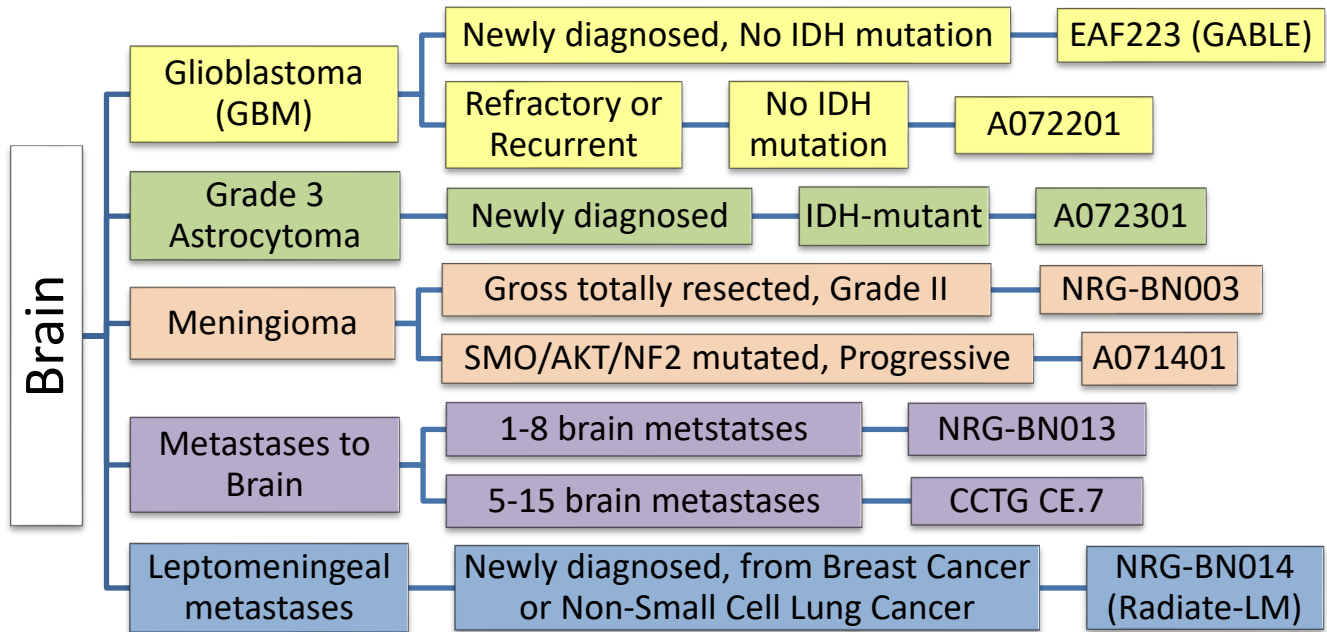 Brain
Glioblastoma
(GBM)
Newly diagnosed, No IDH mutation
EAF223 (GABLE)
Refractory or
Recurrent
No IDH
mutation
A072201
Grade 3
Astrocytoma
Newly diagnosed
IDH-mutant
A072301
Meningioma
Gross totally resected, Grade II
NRG-BN003
SMO/AKT/NF2 mutated, Progressive
A071401
Metastases to
Brain
1-8 brain metstatses
NRG-BN013
5-15 brain metastases
CCTG CE.7
Leptomeningeal
metastases
Newly diagnosed, from Breast Cancer
or Non-Small Cell Lung Cancer
NRG-BN014
(Radiate-LM)